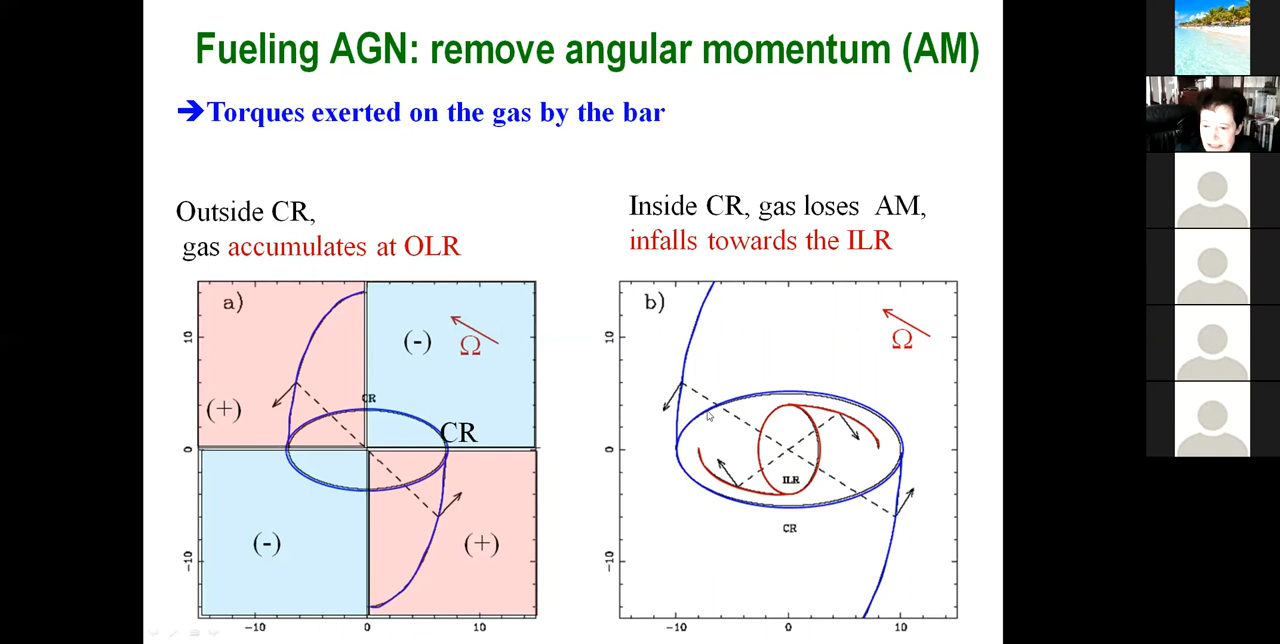 Fueling AGN: remove angular momentum (AM)
➔Torques exerted on the gas by the bar
Outside CR,
gas accumulates at OLR
Inside CR, gas loses AM,
infalls towards the ILR
a)
(-)
Ω
(+)
CR
CR
(-)
(+)
10
0
-10
-10
0
10
b)
Ω
ILR
CR
10
0
-10
-10
0
10